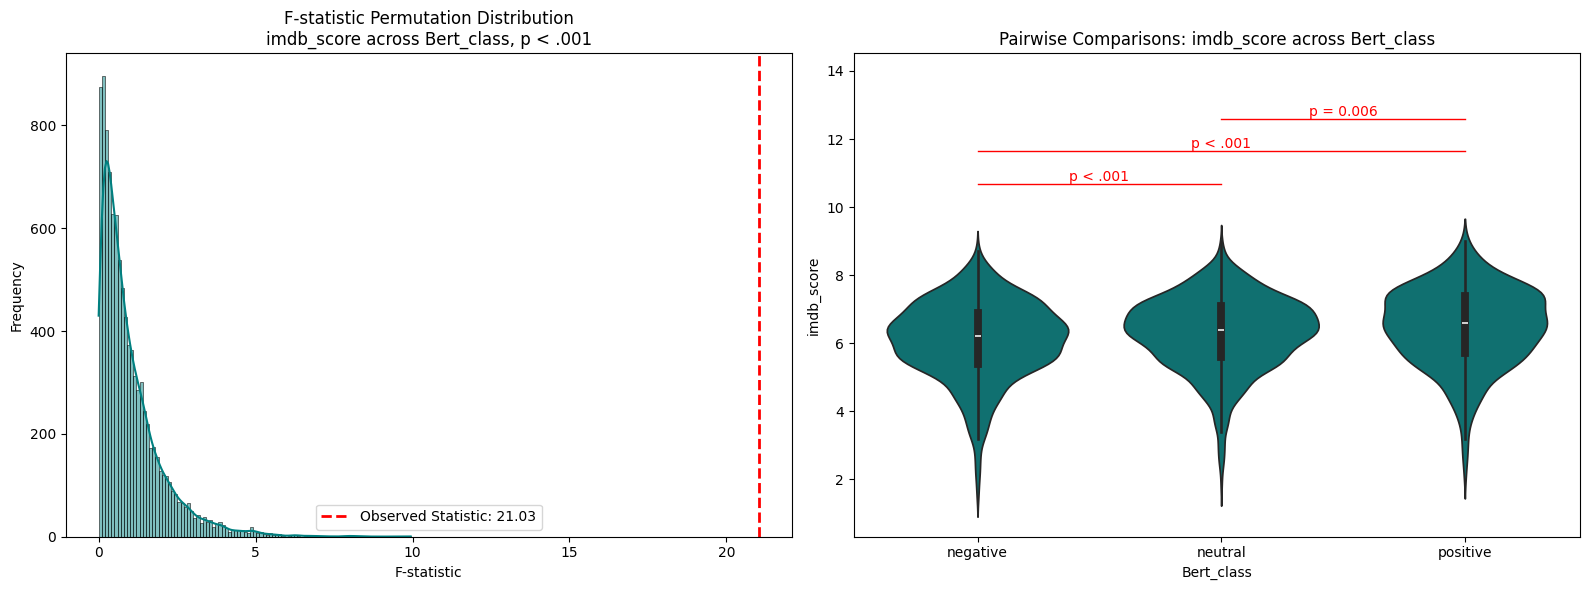 F-statistic Permutation Distribution
imdb_score across Bert_class, p < .001
Frequency
800
600
400
200
0
0
5
10
15
20
F-statistic
Observed Statistic: 21.03
Pairwise Comparisons: imdb_score across Bert_class
imdb_score
14
12
10
8
6
4
2
p = 0.006
p < .001
p < .001
negative
neutral
positive
Bert_class